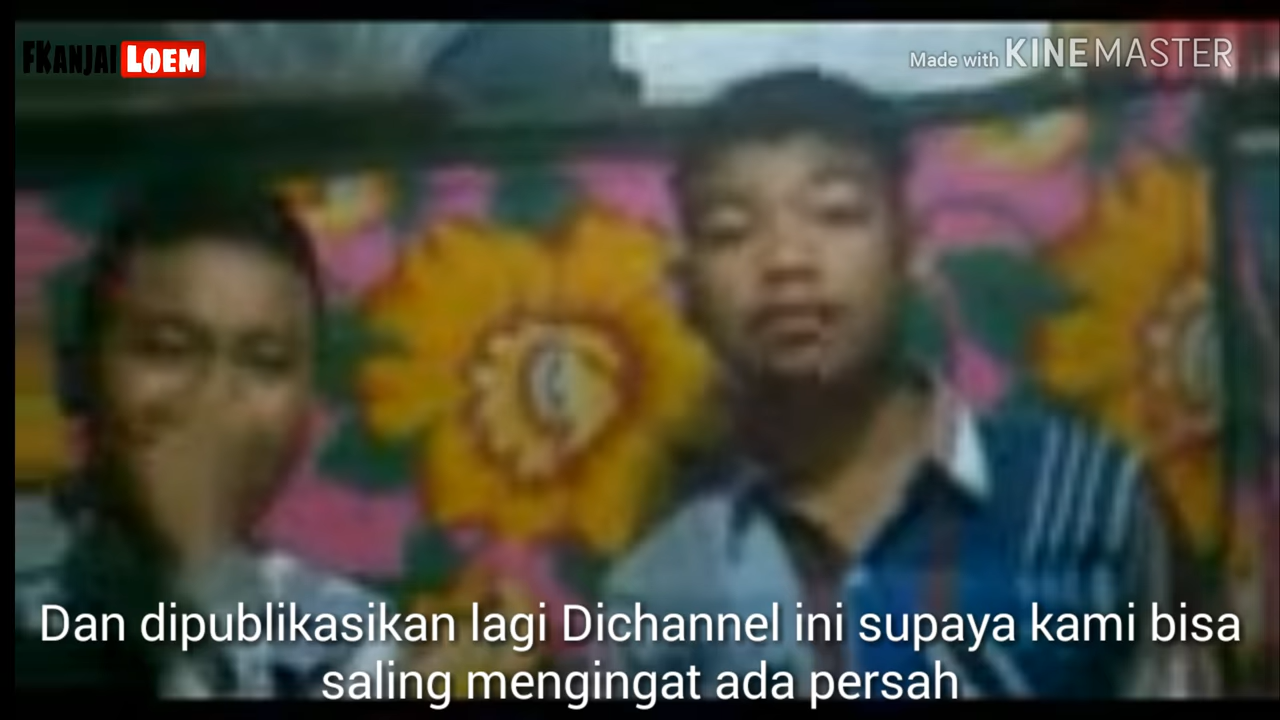 FKANJAI LOEM
Made with KINEMASTER
Dan dipublikasikan lagi Dichannel ini supaya kami bisa
saling mengingat ada persah